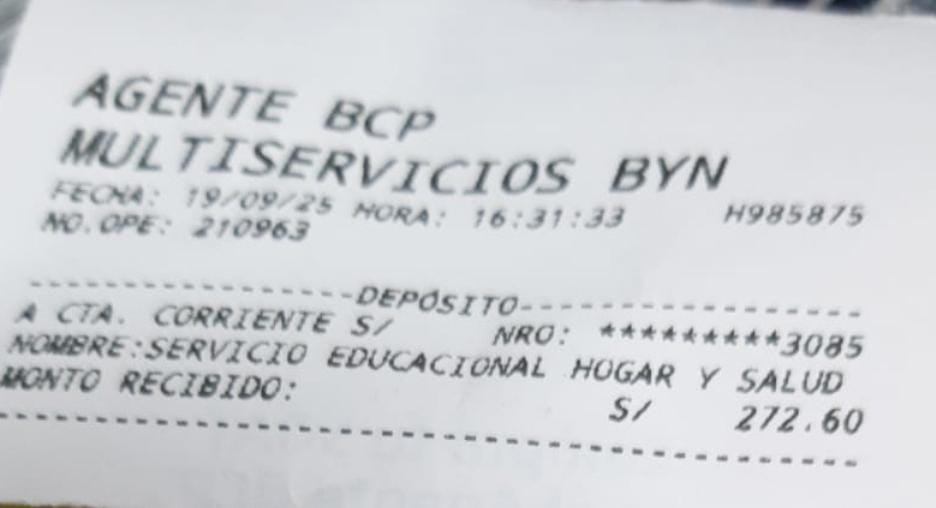 AGENTE BCP
MULTISERVICIOS BYN
FECHA: 19/09/25 HORA: 16:31:33 H985875
NO.OPE: 210963
----------------DEPÓSITO----------------
A CTA. CORRIENTE S/ NRO: *********3085
NOMBRE:SERVICIO EDUCACIONAL HOGAR Y SALUD
MONTO RECIBIDO: S/ 272.60
----------------------------------------